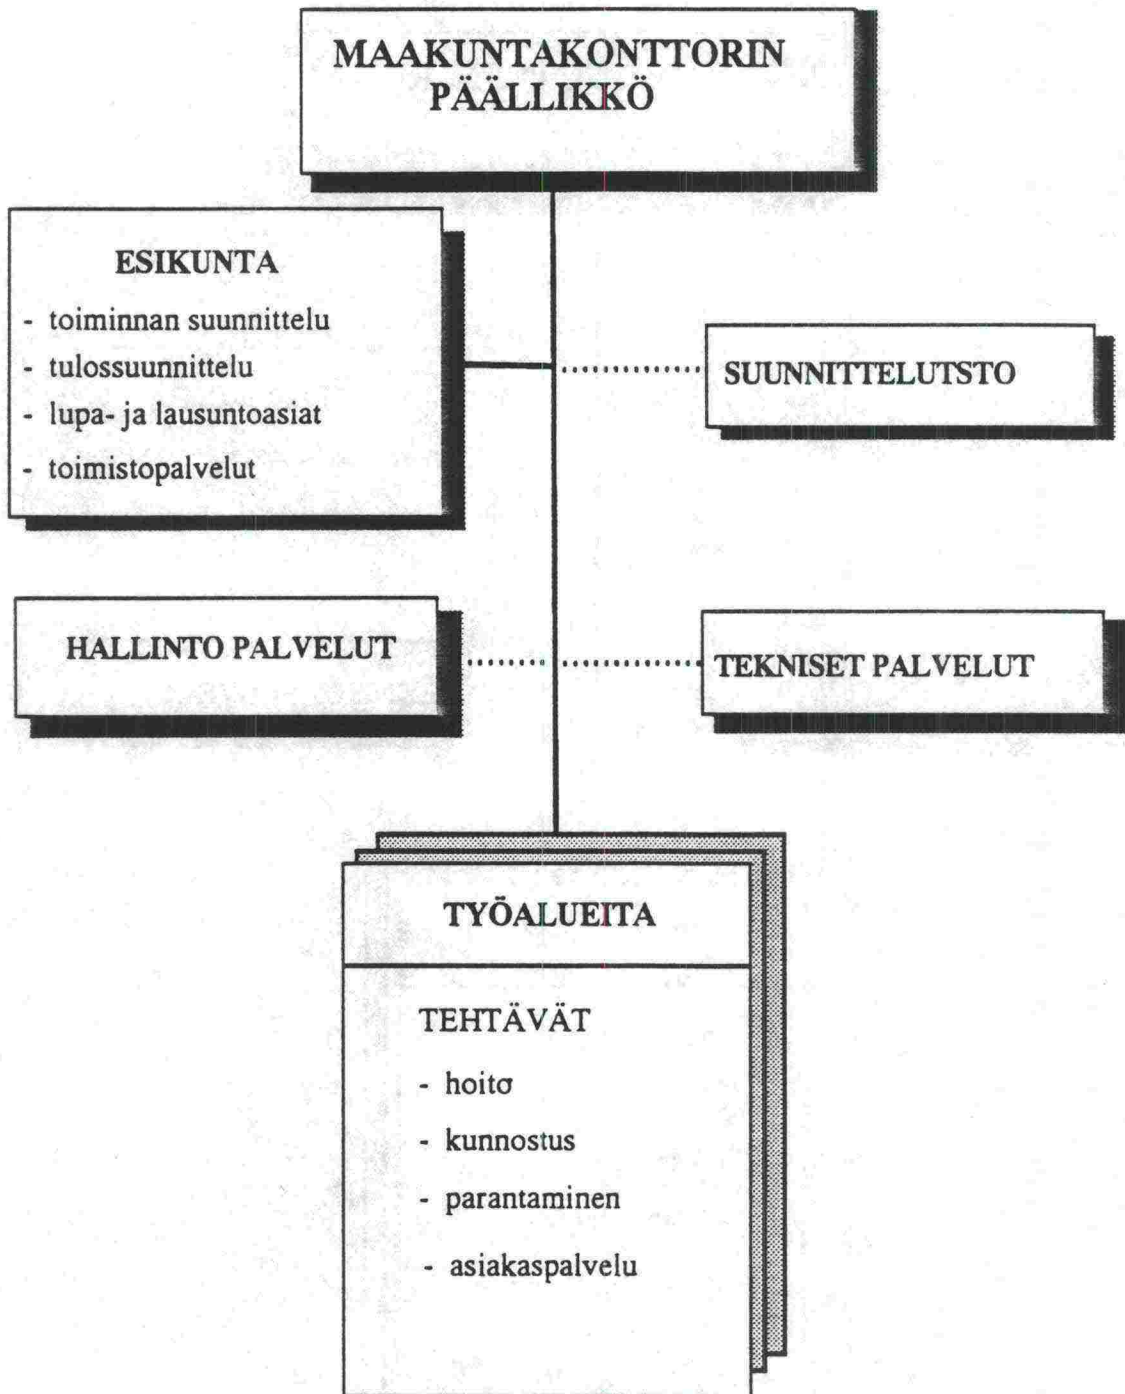 MAAKUNTAKONTTORIN
PÄÄLLIKKÖ
ESIKUNTA
- toiminnan suunnittelu
- tulossuunnittelu
- lupa- ja lausuntoasiat
- toimistopalvelut
SUUNNITTELUTSTO
HALLINTO PALVELUT
TEKNISET PALVELUT
TYÖALUEITA
TEHTÄVÄT
- hoito
- kunnostus
- parantaminen
- asiakaspalvelu